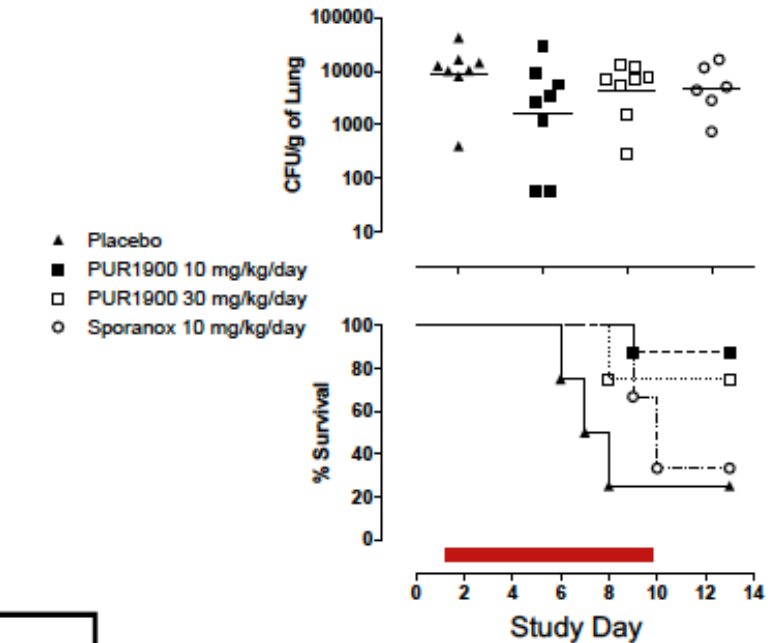 100000
10000
1000
100
10
CFU/g of Lung
Placebo
PUR1900 10 mg/kg/day
PUR1900 30 mg/kg/day
Sporanox 10 mg/kg/day
100
80
60
40
20
0
% Survival
0 2 4 6 8 10 12 14
Study Day